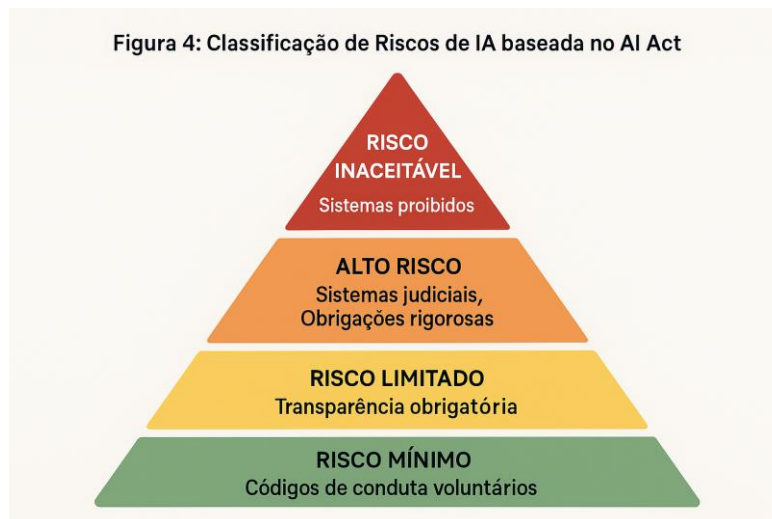 Figura 4: Classificação de Riscos de IA baseada no AI Act
RISCO
INACEITÁVEL
Sistemas proibidos
ALTO RISCO
Sistemas judiciais,
Obrigações rigorosas
RISCO LIMITADO
Transparência obrigatória
RISCO MÍNIMO
Códigos de conduta voluntários